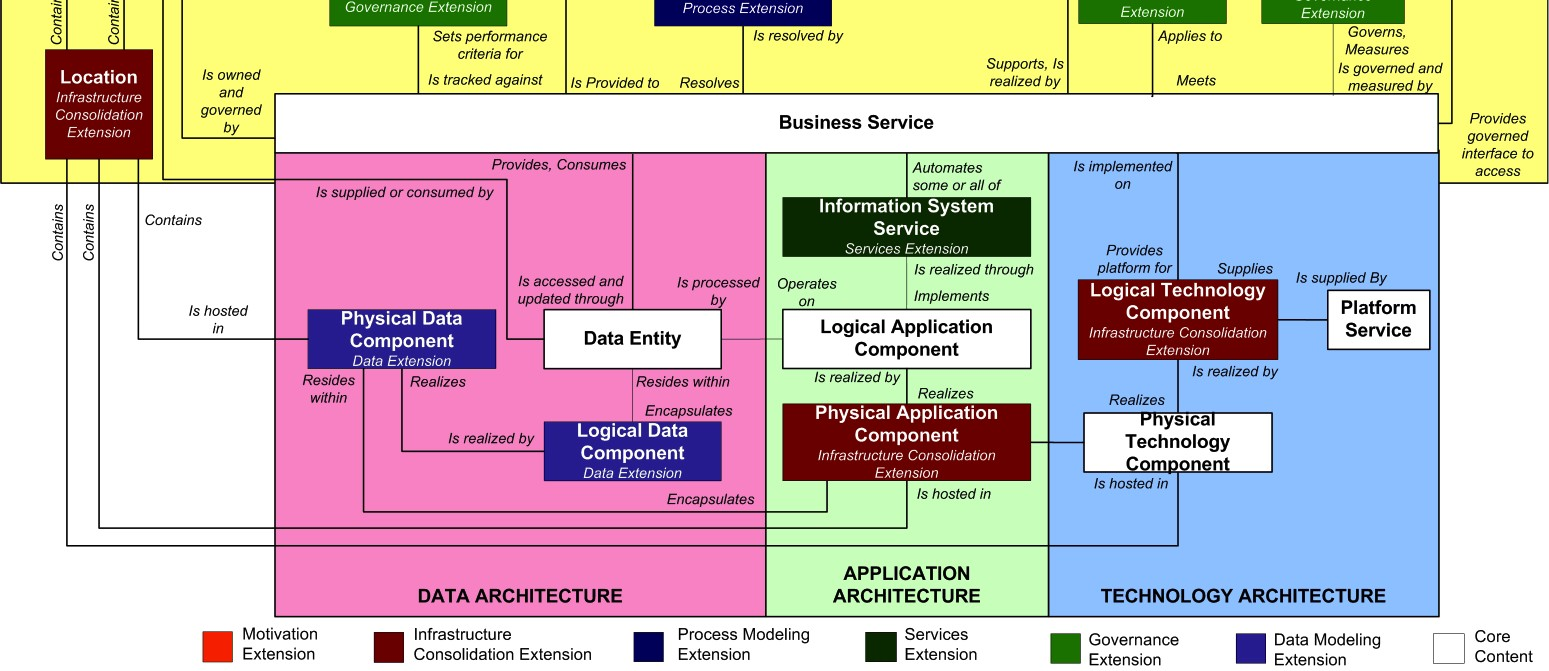 Contain
Contain
Governance Extension
Process Extension
Extension
Governance
Extension
Sets performance
criteria for
Is tracked against
Is resolved by
Is Provided to
Resolves
Supports, Is
realized by
Applies to
Meets
Governs,
Measures
Is governed and
measured by
Location
Infrastructure
Consolidation
Extension
Is owned
and
governed
by
Business Service
Provides
governed
interface to
access
Provides, Consumes
Is supplied or consumed by
Automates
some or all of
Is implemented
on
Contains
Contains
Contains
Information System
Service
Services Extension
Is accessed and
updated through
Is processed
by
Operates
on
Is realized through
Implements
Provides
platform for
Supplies
Is supplied By
Is hosted
in
Physical Data
Component
Data Extension
Data Entity
Logical Application
Component
Logical Technology
Component
Infrastructure Consolidation
Extension
Platform
Service
Resides
within
Realizes
Resides within
Encapsulates
Is realized by
Realizes
Is realized by
Realizes
Is realized by
Logical Data
Component
Data Extension
Physical Application
Component
Infrastructure Consolidation
Extension
Physical
Technology
Component
Encapsulates
Is hosted in
Is hosted in
DATA ARCHITECTURE
APPLICATION
ARCHITECTURE
TECHNOLOGY ARCHITECTURE
Motivation
Extension
Infrastructure
Consolidation Extension
Process Modeling
Extension
Services
Extension
Governance
Extension
Data Modeling
Extension
Core
Content